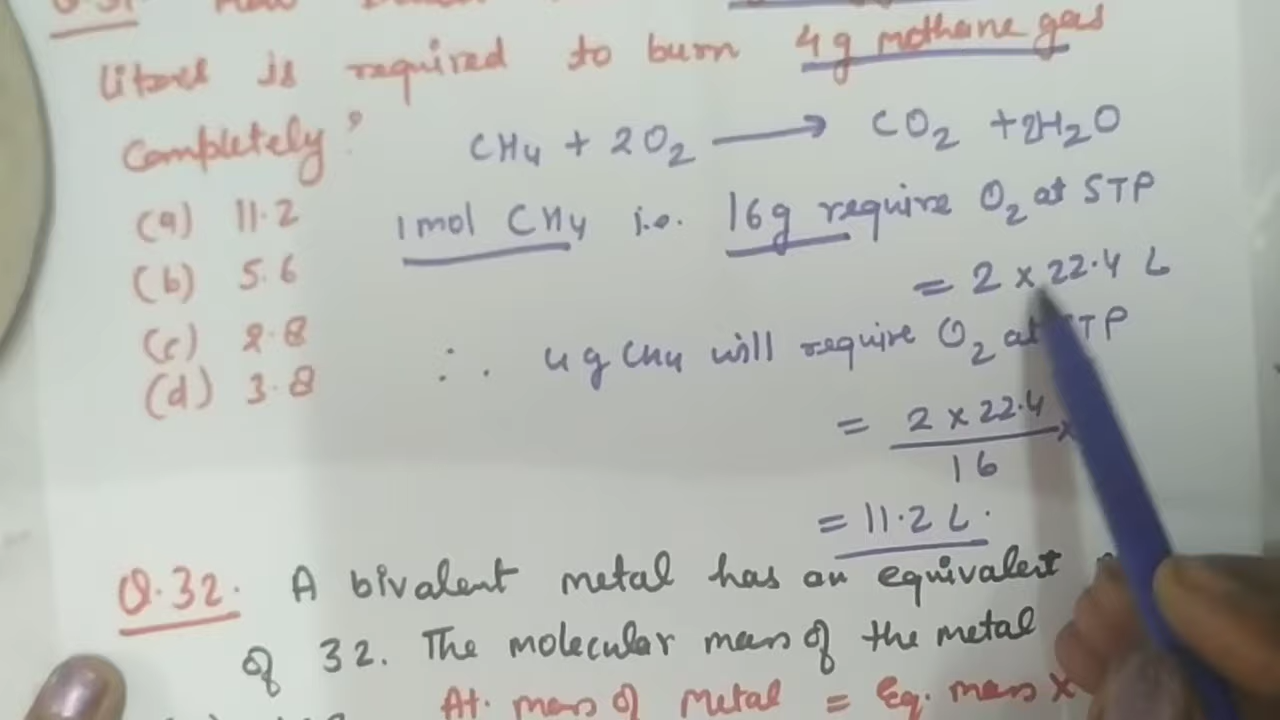 litres is required to burn 4g methane gas
Completely?
CH4 + 2O2 ⟶ CO2 + 2H2O
(a) 11.2
1 mol CH4 i.e. 16g require O2 at STP
(b) 5.6
= 2 x 22.4 L
(c) 2.8
∴ 4g CH4 will require O2 at STP
(d) 3.8
= 2 x 22.4 x
16
= 11.2 L.
Q.32. A bivalent metal has an equivalent
of 32. The molecular mass of the metal
At. mass of Metal = Eq. mass x